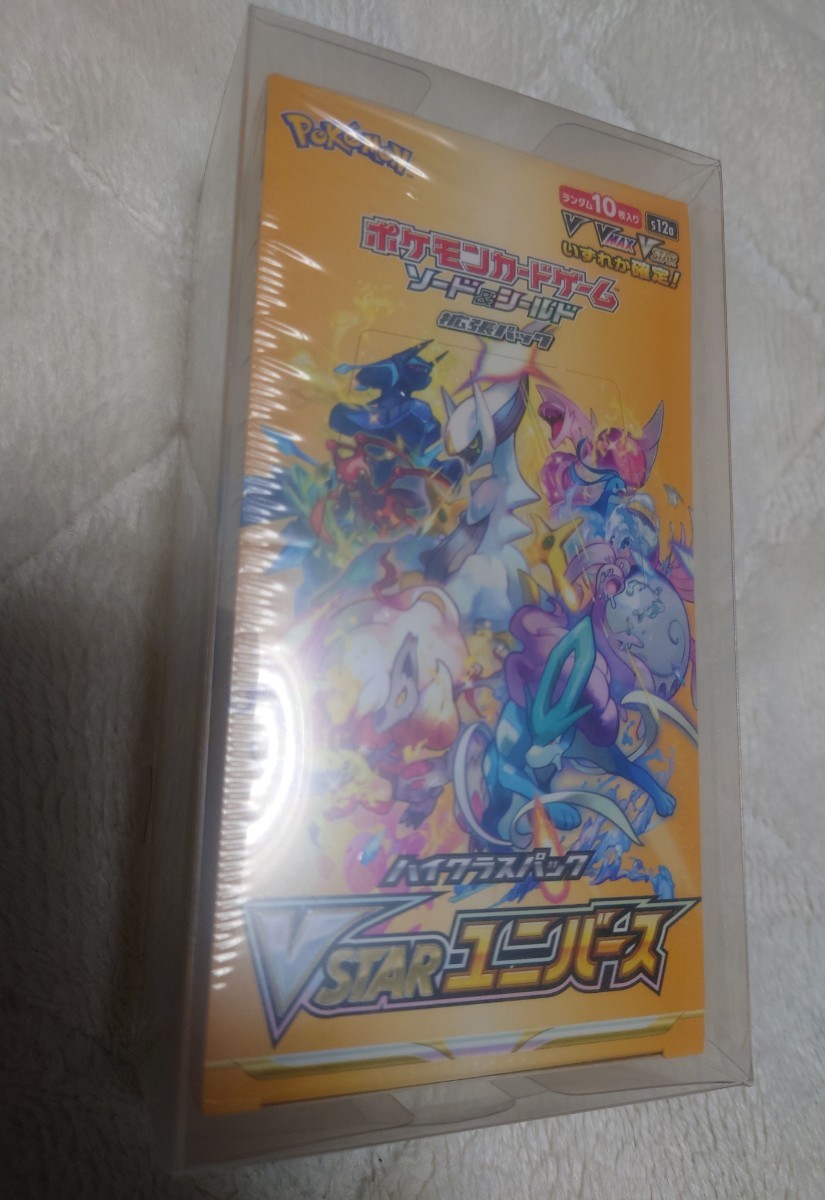 POKÉMON
ランダム10枚入り s12a
V VMAX VSTAR
いずれか確定!
ポケモンカードゲーム
ソード&シールド
拡張パック
ハイクラスパック
VSTARユニバース